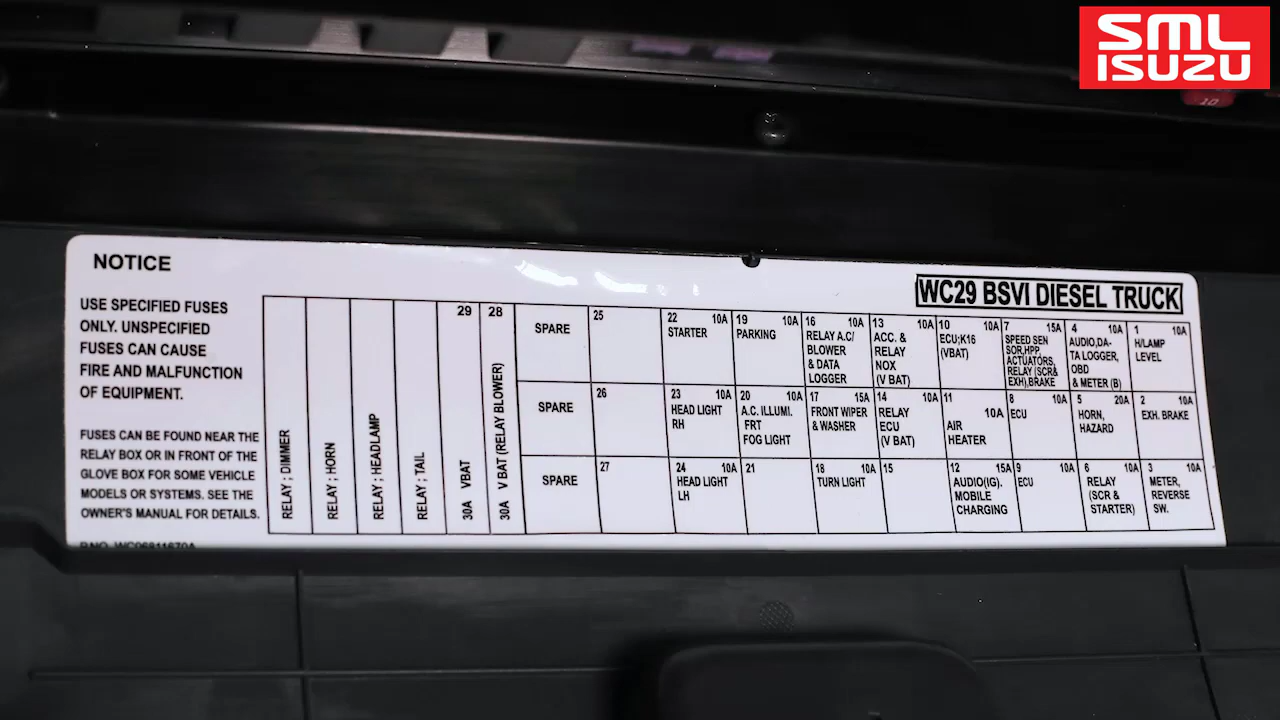 SML
ISUZU
10
NOTICE
WC29 BSVI DIESEL TRUCK
USE SPECIFIED FUSES
ONLY. UNSPECIFIED
FUSES CAN CAUSE
FIRE AND MALFUNCTION
OF EQUIPMENT.
FUSES CAN BE FOUND NEAR THE
RELAY BOX OR IN FRONT OF THE
GLOVE BOX FOR SOME VEHICLE
MODELS OR SYSTEMS. SEE THE
OWNER'S MANUAL FOR DETAILS.
RELAY ; DIMMER
RELAY ; HORN
RELAY ; HEADLAMP
RELAY ; TAIL
29
30A VBAT
28
30A V BAT (RELAY BLOWER)
SPARE
25
22 10A
STARTER
19 10A
PARKING
16 10A
RELAY A.C/
BLOWER
& DATA
LOGGER
13 10A
ACC. &
RELAY
NOX
(V BAT)
10 10A
ECU;K16
(VBAT)
7 15A
SPEED SEN
SOR,HPP,
ACTUATORS,
RELAY (SCR&
EXH),BRAKE
4 10A
AUDIO,DA-
TA LOGGER,
OBD
& METER (B)
1 10A
H/LAMP
LEVEL
SPARE
26
23 10A
HEAD LIGHT
RH
20 10A
A.C. ILLUMI.
FRT
FOG LIGHT
17 15A
FRONT WIPER
& WASHER
14 10A
RELAY
ECU
(V BAT)
11
10A
AIR
HEATER
8 10A
ECU
5 20A
HORN,
HAZARD
2 10A
EXH. BRAKE
SPARE
27
24 10A
HEAD LIGHT
LH
21
18 10A
TURN LIGHT
15
12 15A
AUDIO(IG).
MOBILE
CHARGING
9 10A
ECU
6 10A
RELAY
(SCR &
STARTER)
3 10A
METER,
REVERSE
SW.